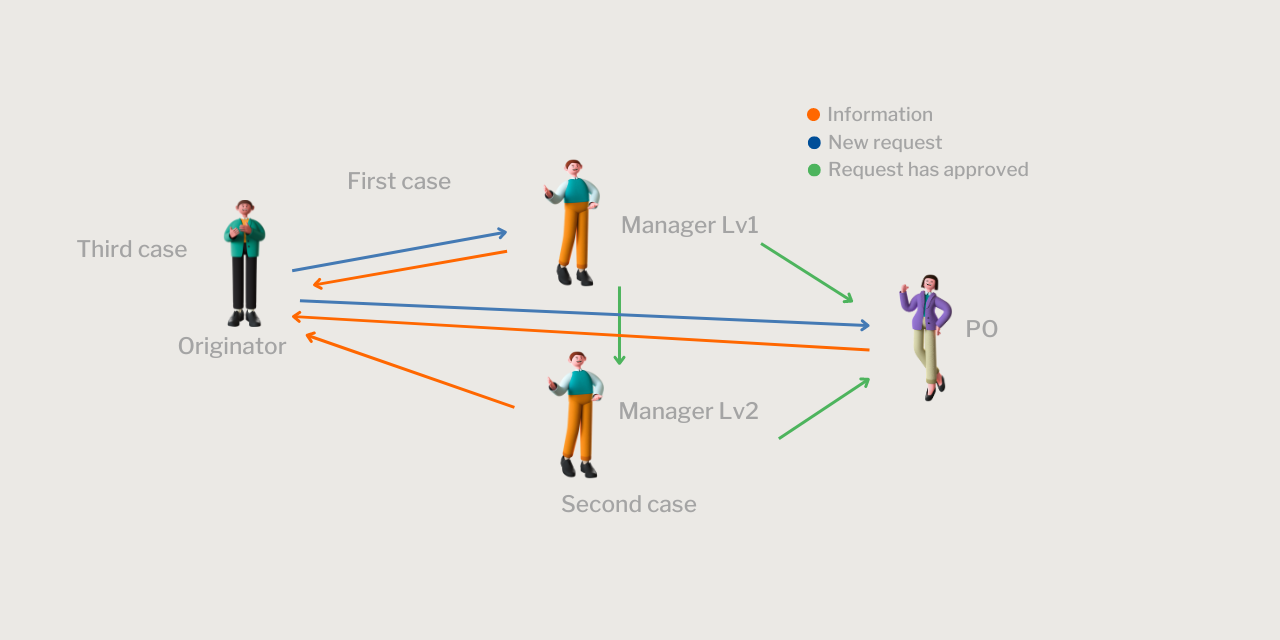 Information
New request
Request has approved
First case
Manager Lv1
Third case
PO
Originator
Manager Lv2
Second case